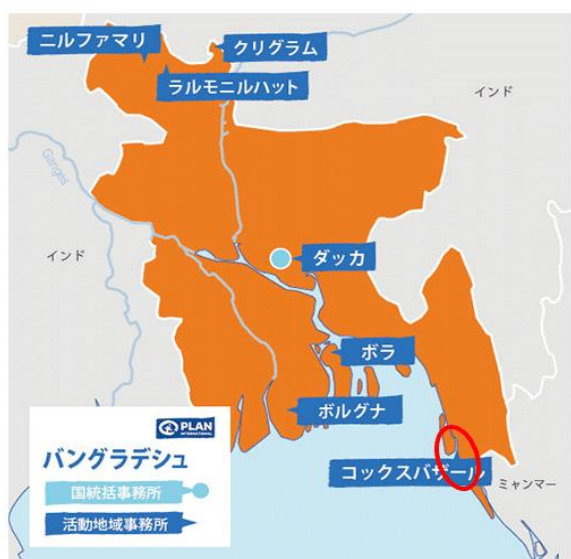 ニルファマリ
クリグラム
ラルモニルハット
インド
Ganges
インド
ダッカ
ボラ
ボルグナ
コックスバザール
ミャンマー
PLAN
INTERNATIONAL
バングラデシュ
国統括事務所
活動地域事務所